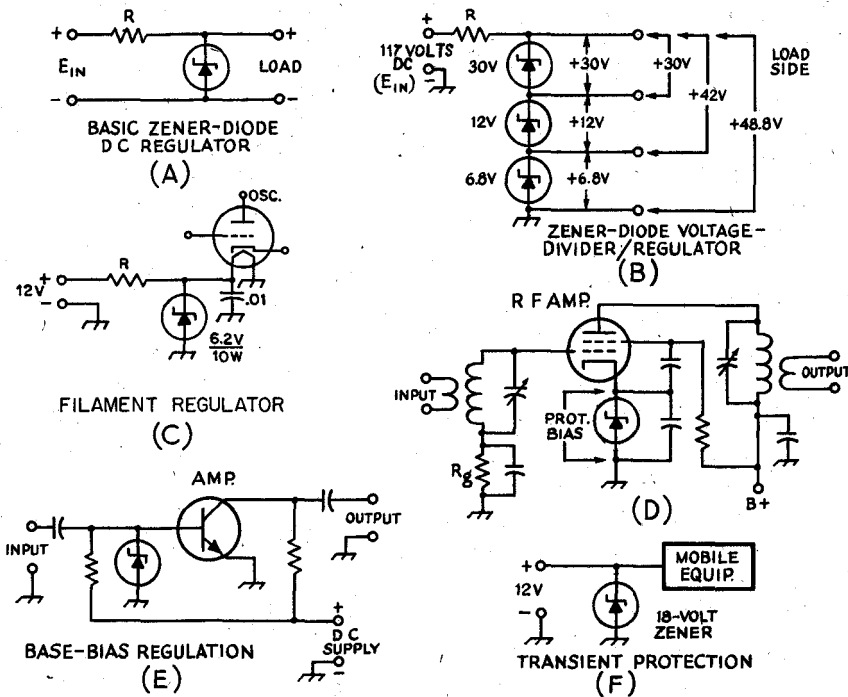 R
+
+
E IN
LOAD
-
-
BASIC ZENER-DIODE
D C REGULATOR
(A)
+
R
117 VOLTS
DC
(E IN)
-
30V
12V
6.8V
+30V
+12V
+6.8V
+30V
+42V
+48.8V
LOAD
SIDE
ZENER-DIODE VOLTAGE-
DIVIDER/REGULATOR
(B)
OSC.
R
+
12V
-
.01
6.2V
10W
FILAMENT REGULATOR
(C)
R F AMP.
INPUT
OUTPUT
PROT.
BIAS
Rg
B+
(D)
AMP.
INPUT
OUTPUT
+
D C
SUPPLY
-
BASE-BIAS REGULATION
(E)
+
12V
-
MOBILE
EQUIP.
18-VOLT
ZENER
TRANSIENT PROTECTION
(F)